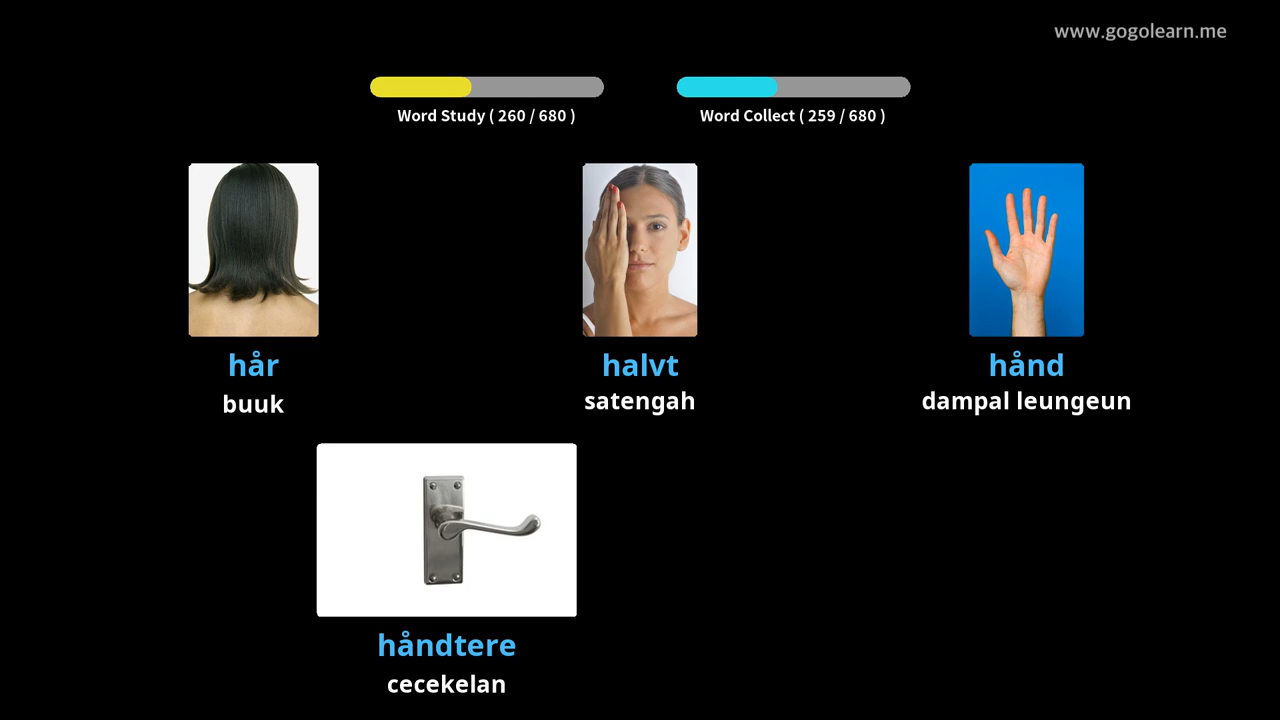 www.gogolearn.me
Word Study ( 260 / 680 )
Word Collect ( 259 / 680 )
hår
buuk
halvt
satengah
hånd
dampal leungeun
håndtere
cecekelan